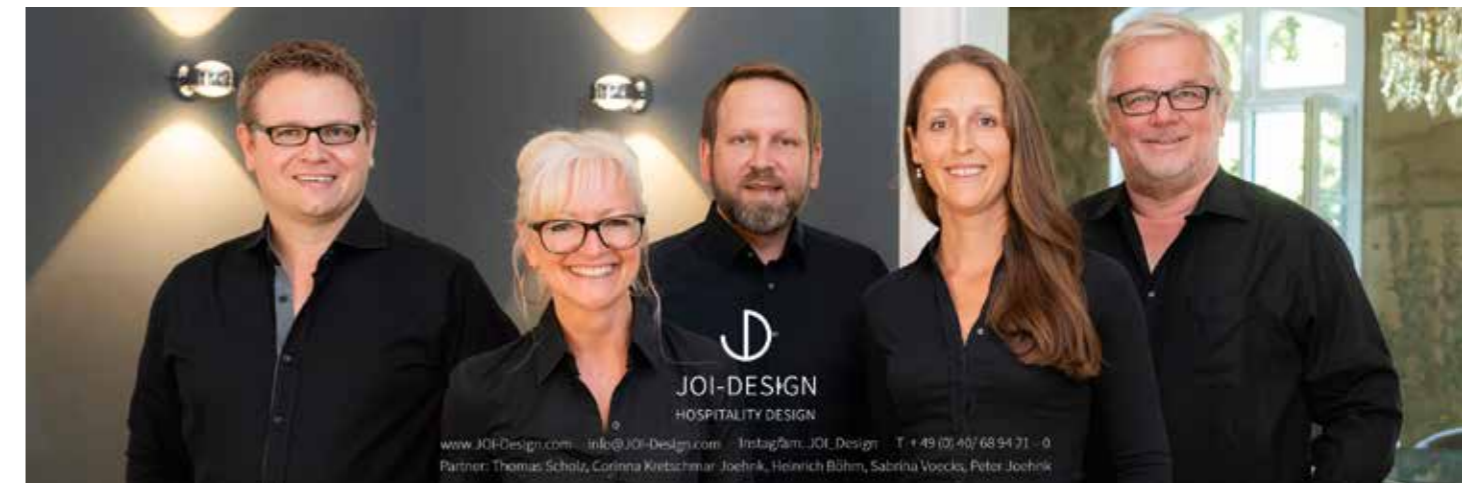 JD
JOI-DESIGN
HOSPITALITY DESIGN
www.JOI-Design.com info@JOI-Design.com Instagram: JOI_Design T + 49 (0) 40/ 68 94 21 – 0
Partner: Thomas Scholz, Corinna Kretschmar Joehnk, Heinrich Böhm, Sabrina Voecks, Peter Joehnk